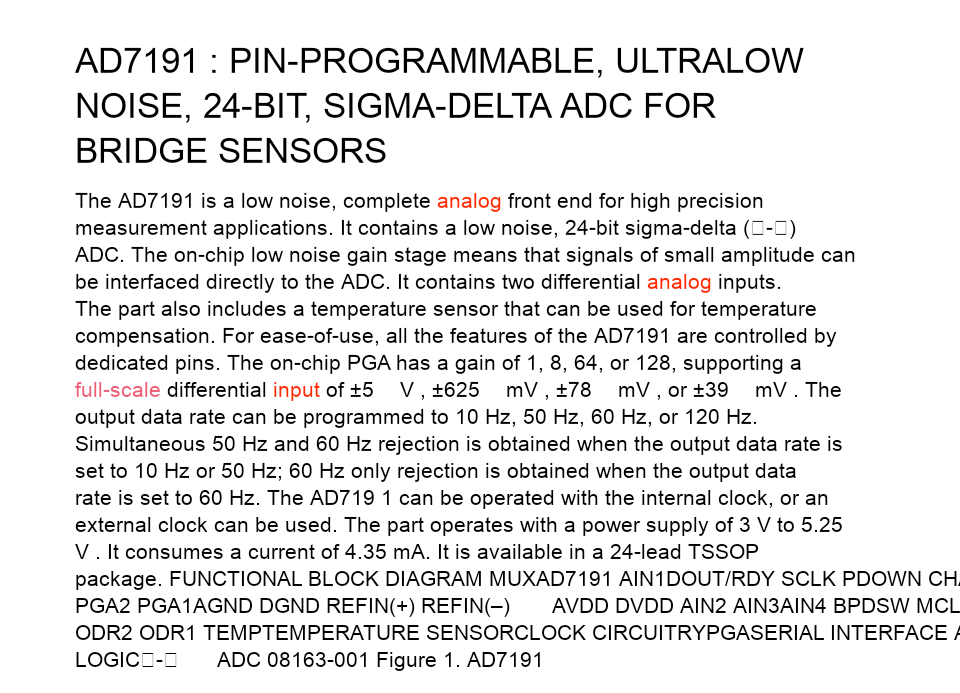 AD7191 : PIN-PROGRAMMABLE, ULTRALOW
NOISE, 24-BIT, SIGMA-DELTA ADC FOR
BRIDGE SENSORS
The AD7191 is a low noise, complete analog front end for high precision
measurement applications. It contains a low noise, 24-bit sigma-delta (□-□)
ADC. The on-chip low noise gain stage means that signals of small amplitude can
be interfaced directly to the ADC. It contains two differential analog inputs.
The part also includes a temperature sensor that can be used for temperature
compensation. For ease-of-use, all the features of the AD7191 are controlled by
dedicated pins. The on-chip PGA has a gain of 1, 8, 64, or 128, supporting a
full-scale differential input of ±5 V , ±625 mV , ±78 mV , or ±39 mV . The
output data rate can be programmed to 10 Hz, 50 Hz, 60 Hz, or 120 Hz.
Simultaneous 50 Hz and 60 Hz rejection is obtained when the output data rate is
set to 10 Hz or 50 Hz; 60 Hz only rejection is obtained when the output data
rate is set to 60 Hz. The AD719 1 can be operated with the internal clock, or an
external clock can be used. The part operates with a power supply of 3 V to 5.25
V . It consumes a current of 4.35 mA. It is available in a 24-lead TSSOP
package. FUNCTIONAL BLOCK DIAGRAM MUXAD7191 AIN1DOUT/RDY SCLK PDOWN
PGA2 PGA1AGND DGND REFIN(+) REFIN(–) AVDD DVDD AIN2 AIN3AIN4 BPDSW
ODR2 ODR1 TEMPTEMPERATURE SENSORCLOCK CIRCUITRYPGASERIAL INTERFACE
LOGIC□-□ ADC 08163-001 Figure 1. AD7191